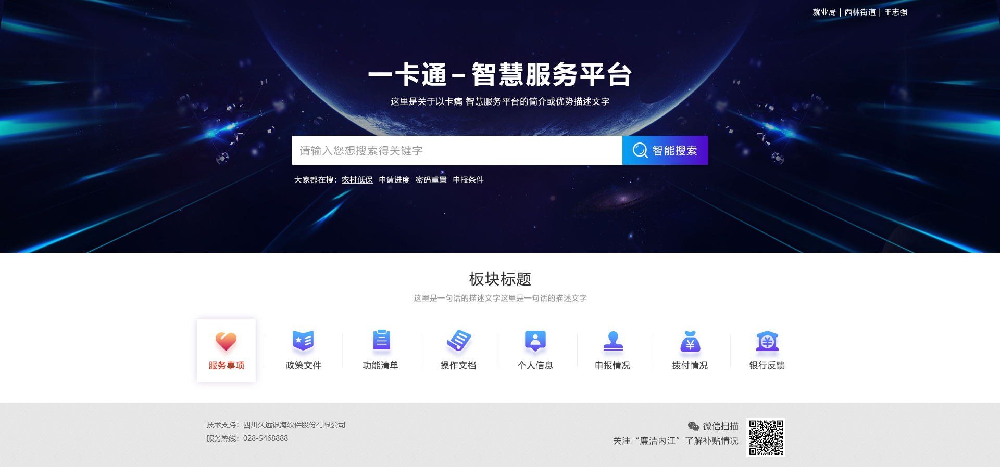 就业局 | 西林街道 | 王志强
一卡通 – 智慧服务平台
这里是关于以卡痛 智慧服务平台的简介或优势描述文字
请输入您想搜索得关键字
智能搜索
大家都在搜：农村低保 申请进度 密码重置 申报条件
板块标题
这里是一句话的描述文字这里是一句话的描述文字
服务事项
政策文件
功能清单
操作文档
个人信息
申报情况
拨付情况
银行反馈
技术支持：四川久远银海软件股份有限公司
服务热线：028-5468888
微信扫描
关注“廉洁内江”了解补贴情况